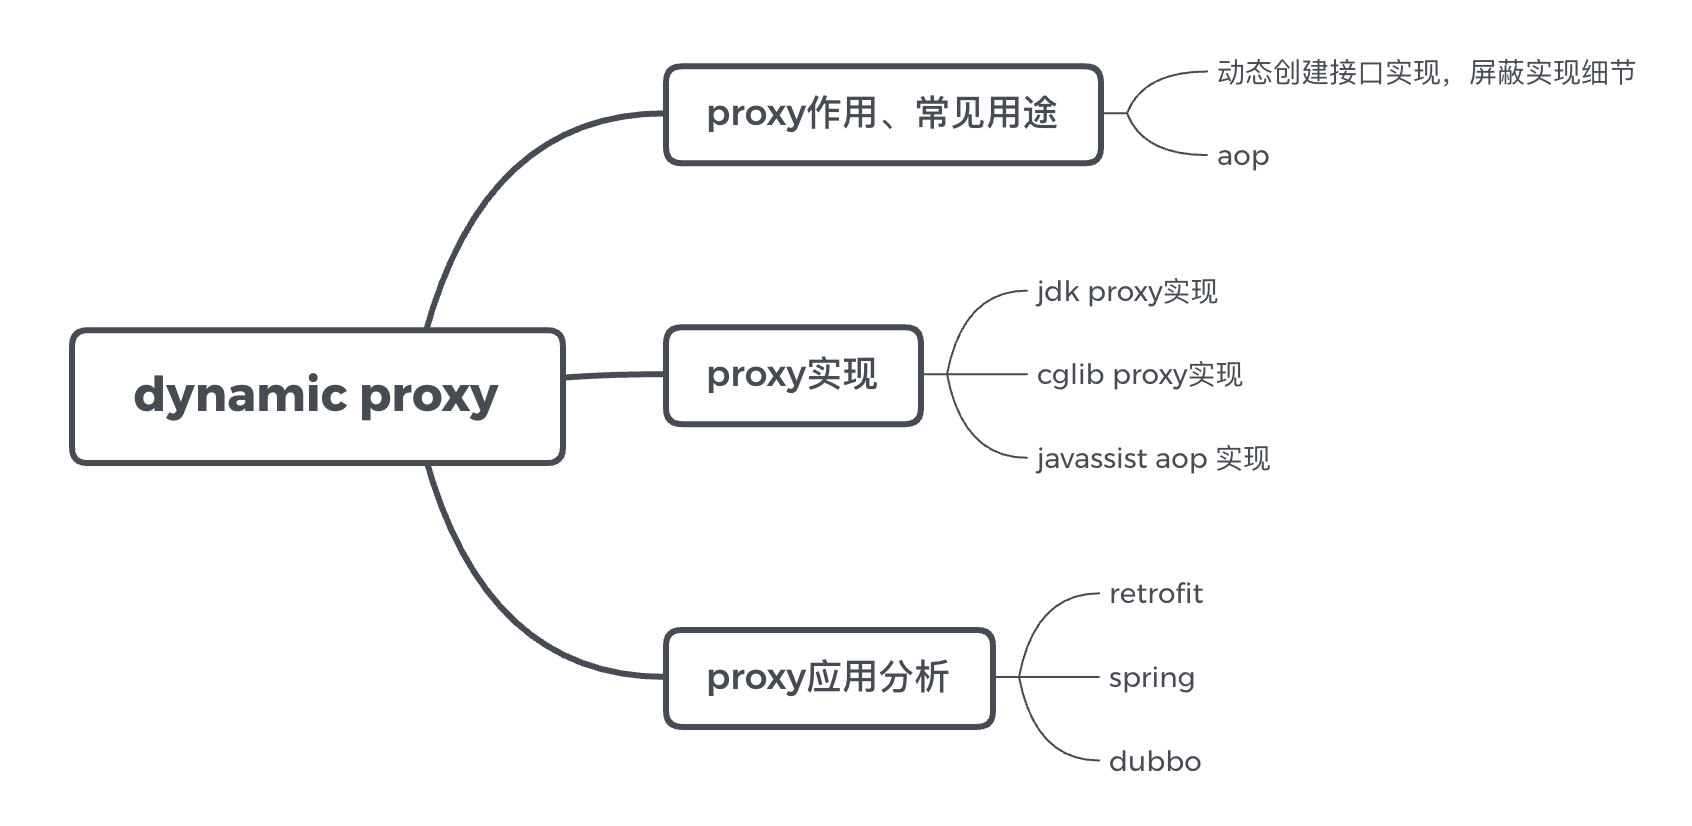 dynamic proxy
proxy作用、常见用途
动态创建接口实现，屏蔽实现细节
aop
proxy实现
jdk proxy实现
cglib proxy实现
javassist aop 实现
proxy应用分析
retrofit
spring
dubbo